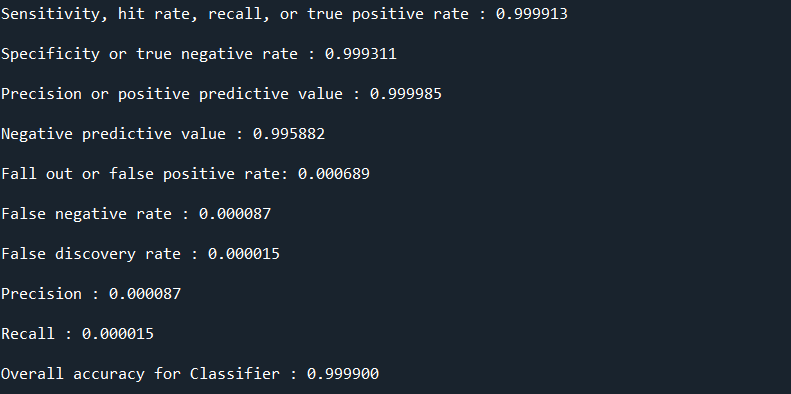 Sensitivity, hit rate, recall, or true positive rate : 0.999913
Specificity or true negative rate : 0.999311
Precision or positive predictive value : 0.999985
Negative predictive value : 0.995882
Fall out or false positive rate: 0.000689
False negative rate : 0.000087
False discovery rate : 0.000015
Precision : 0.000087
Recall : 0.000015
Overall accuracy for Classifier : 0.999900